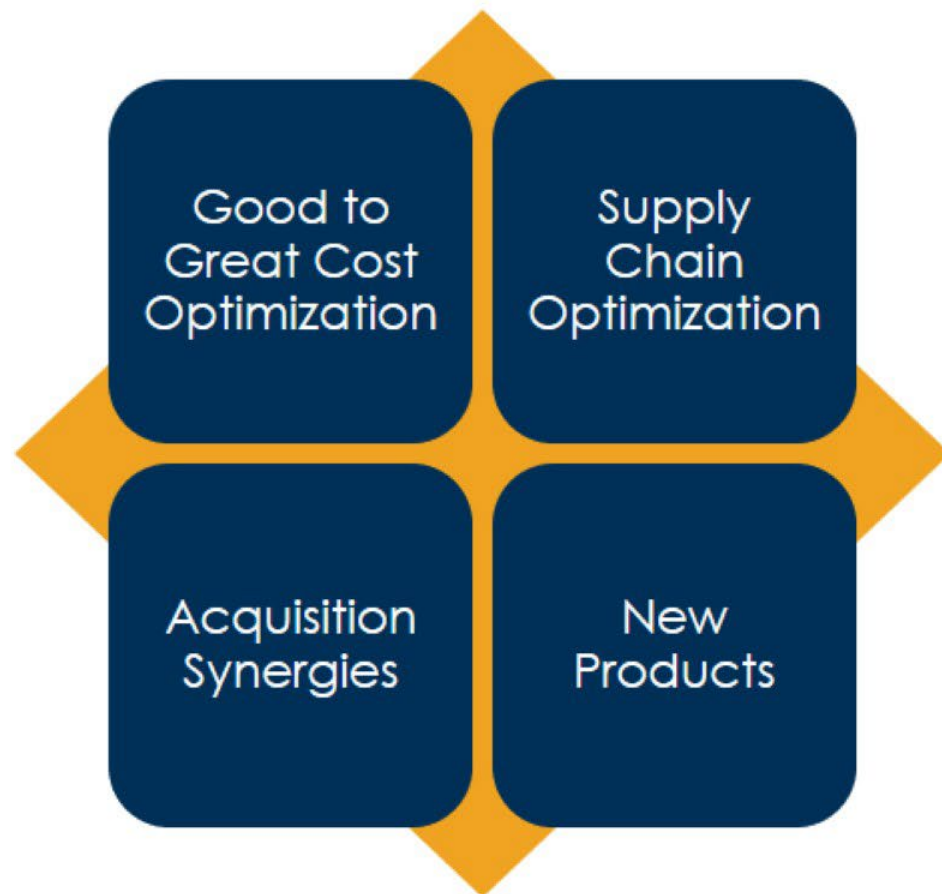 Good to
Great Cost
Optimization
Supply
Chain
Optimization
Acquisition
Synergies
New
Products